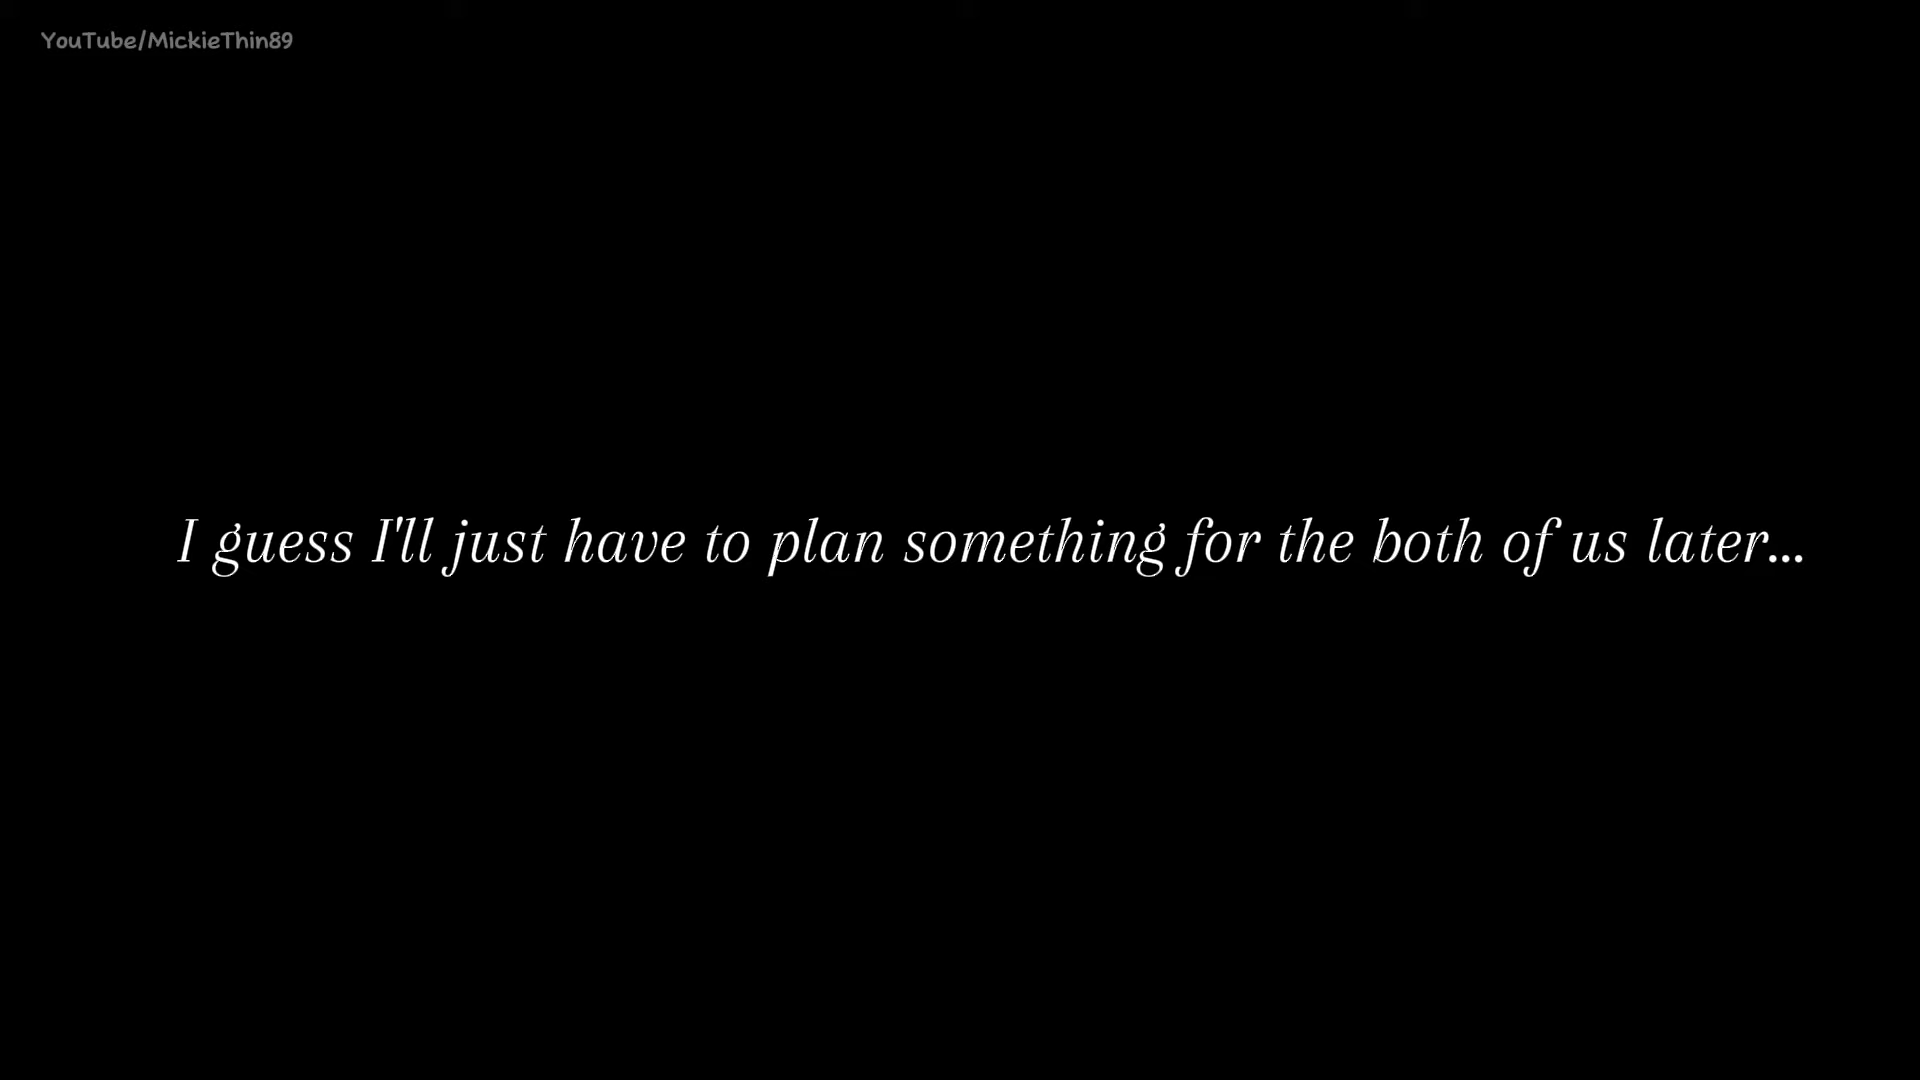 YouTube/MickieThin89
I guess I'll just have to plan something for the both of us later...